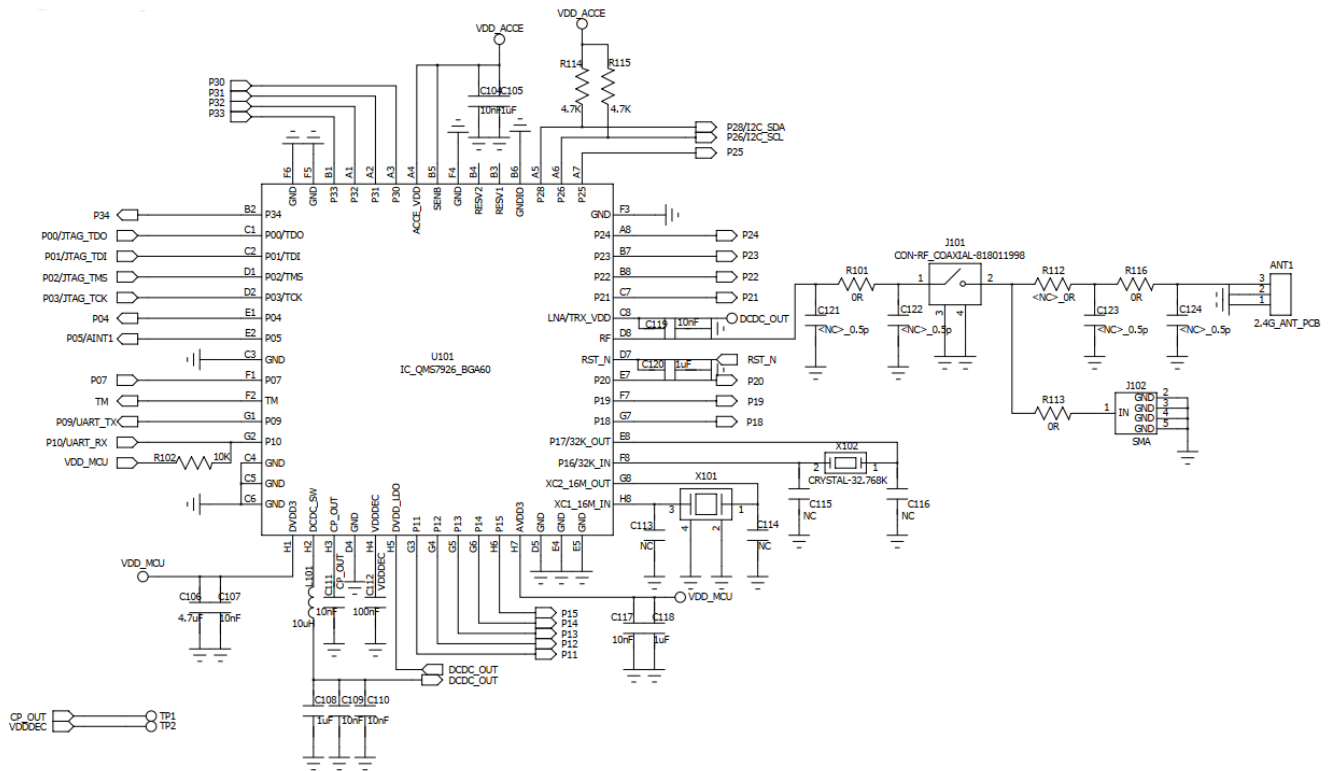 VDD_ACCE
VDD_ACCE
R114
R115
4.7K
4.7K
C104
C105
10nF
1uF
P30
P31
P32
P33
P28/I2C_SDA
P26/I2C_SCL
P25
F6
F5
B1
A1
A2
A3
A4
B5
F4
B4
B3
B6
A5
A6
A7
GND
GND
P33
P32
P31
P30
ACCE_VDD
SENB
GND
RESV2
RESV1
GNDIO
P28
P26
P25
P34
B2
P34
P00/JTAG_TDO
C1
P00/TDO
P01/JTAG_TDI
C2
P01/TDI
P02/JTAG_TMS
D1
P02/TMS
P03/JTAG_TCK
D2
P03/TCK
P04
E1
P04
P05/AINT1
E2
P05
C3
GND
P07
F1
P07
TM
F2
TM
P09/UART_TX
G1
P09
P10/UART_RX
G2
P10
VDD_MCU
R102
10K
C4
GND
C5
GND
C6
GND
U101
IC_QMS7926_BGA60
GND
F3
P24
A8
P24
P23
B7
P23
P22
B8
P22
P21
C7
P21
LNA/TRX_VDD
C8
DCDC_OUT
C119
10nF
RF
D8
RST_N
D7
RST_N
C120
1uF
P20
E7
P20
P19
F7
P19
P18
G7
P18
P17/32K_OUT
E8
P16/32K_IN
F8
XC2_16M_OUT
G8
XC1_16M_IN
H8
J101
CON-RF_COAXIAL-818011998
1
2
3
4
R101
0R
C121
<NC>_0.5p
C122
<NC>_0.5p
R112
<NC>_0R
R116
0R
C123
<NC>_0.5p
C124
<NC>_0.5p
ANT1
3
2
1
2.4G_ANT_PCB
R113
0R
J102
1
IN
GND
2
GND
3
GND
4
GND
5
SMA
X102
2
1
CRYSTAL-32.768K
C115
NC
C116
NC
X101
3
1
4
2
C113
NC
C114
NC
DVDD3
DCDC_SW
CP_OUT
GND
VDDDEC
DVDD_LDO
P11
P12
P13
P14
P15
AVDD3
GND
GND
GND
H1
H2
H3
D4
H4
H5
G3
G4
G5
G6
H6
H7
D5
E4
E5
VDD_MCU
C106
C107
4.7uF
10nF
L101
10uH
C111
CP_OUT
10nF
C112
VDDDEC
100nF
P15
P14
P13
P12
P11
VDD_MCU
C117
C118
10nF
1uF
DCDC_OUT
DCDC_OUT
C108
C109
C110
1uF
10nF
10nF
CP_OUT
TP1
VDDDEC
TP2